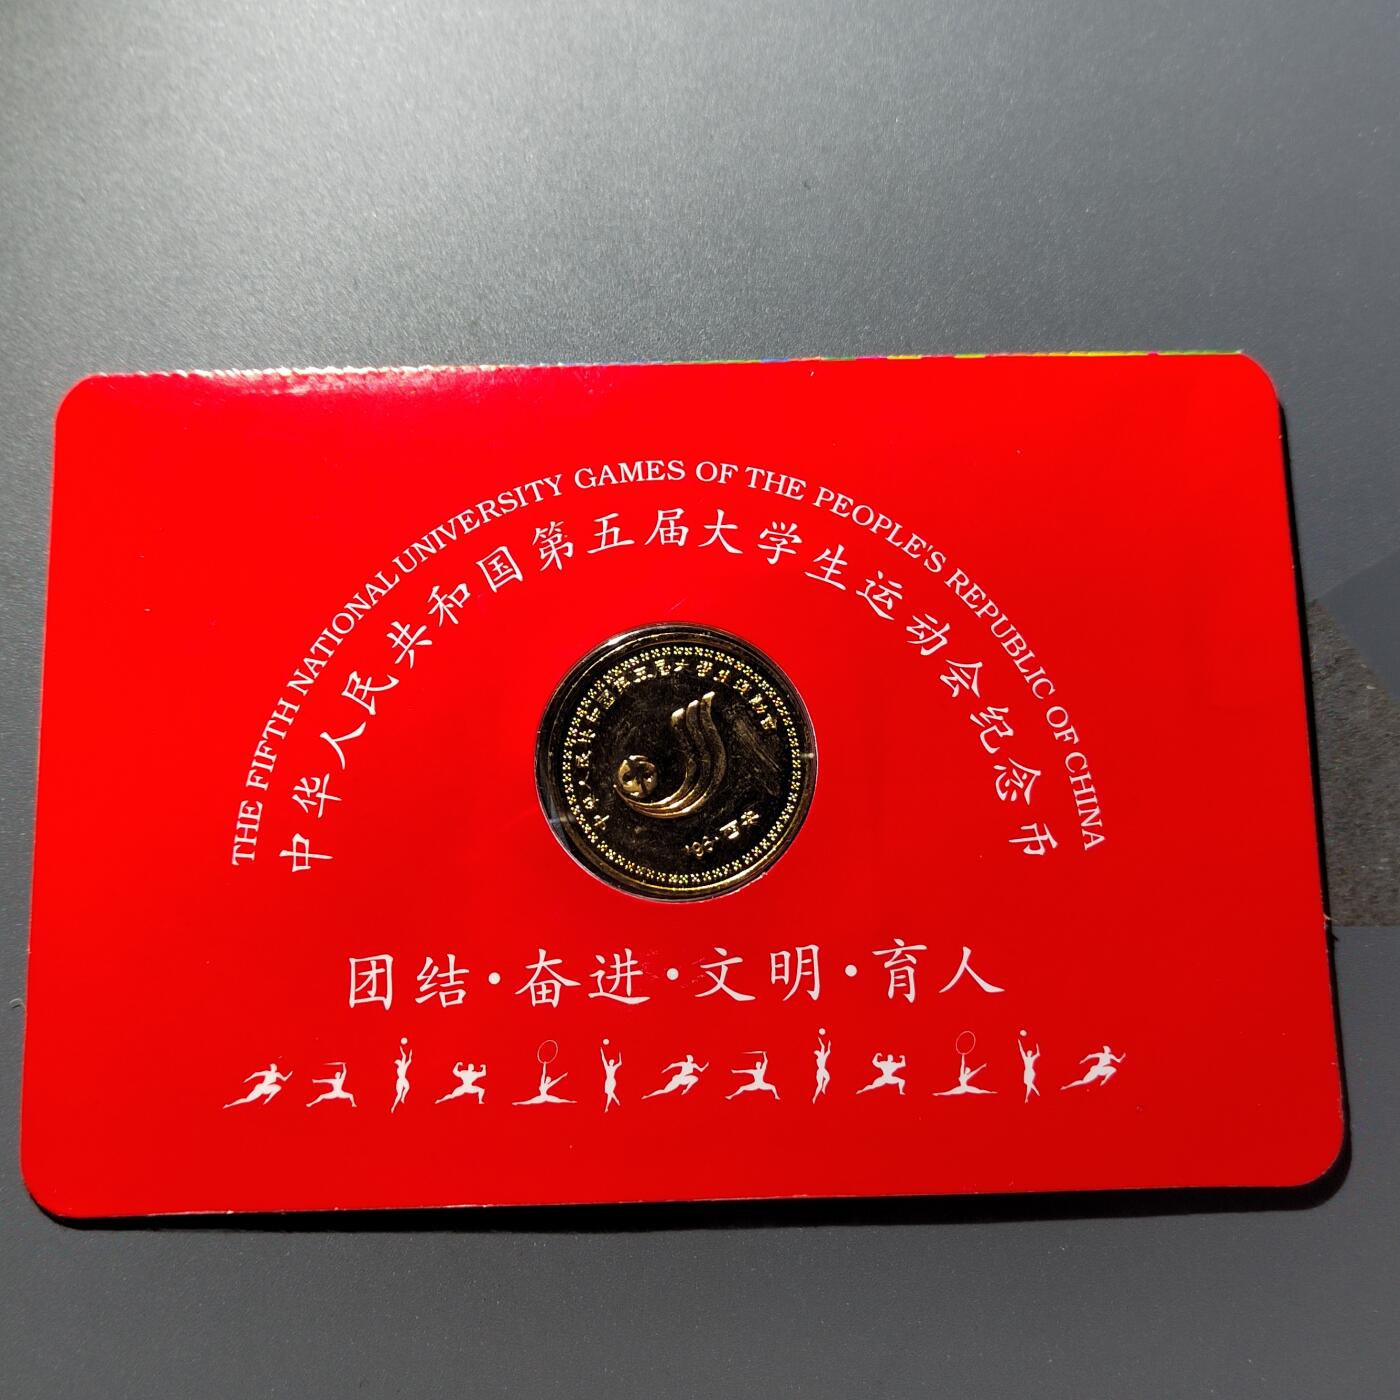 THE FIFTH NATIONAL UNIVERSITY GAMES OF THE PEOPLE'S REPUBLIC OF CHINA
中华人民共和国第五届大学生运动会纪念币
团结·奋进·文明·育人